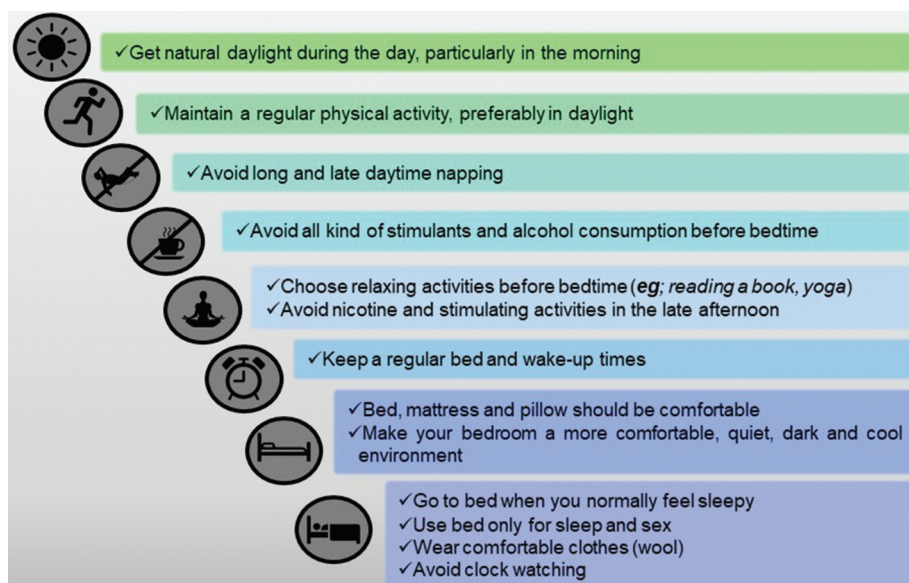 ✓Get natural daylight during the day, particularly in the morning
✓Maintain a regular physical activity, preferably in daylight
✓Avoid long and late daytime napping
✓Avoid all kind of stimulants and alcohol consumption before bedtime
✓Choose relaxing activities before bedtime (eg; reading a book, yoga)
✓Avoid nicotine and stimulating activities in the late afternoon
✓Keep a regular bed and wake-up times
✓Bed, mattress and pillow should be comfortable
✓Make your bedroom a more comfortable, quiet, dark and cool
environment
✓Go to bed when you normally feel sleepy
✓Use bed only for sleep and sex
✓Wear comfortable clothes (wool)
✓Avoid clock watching